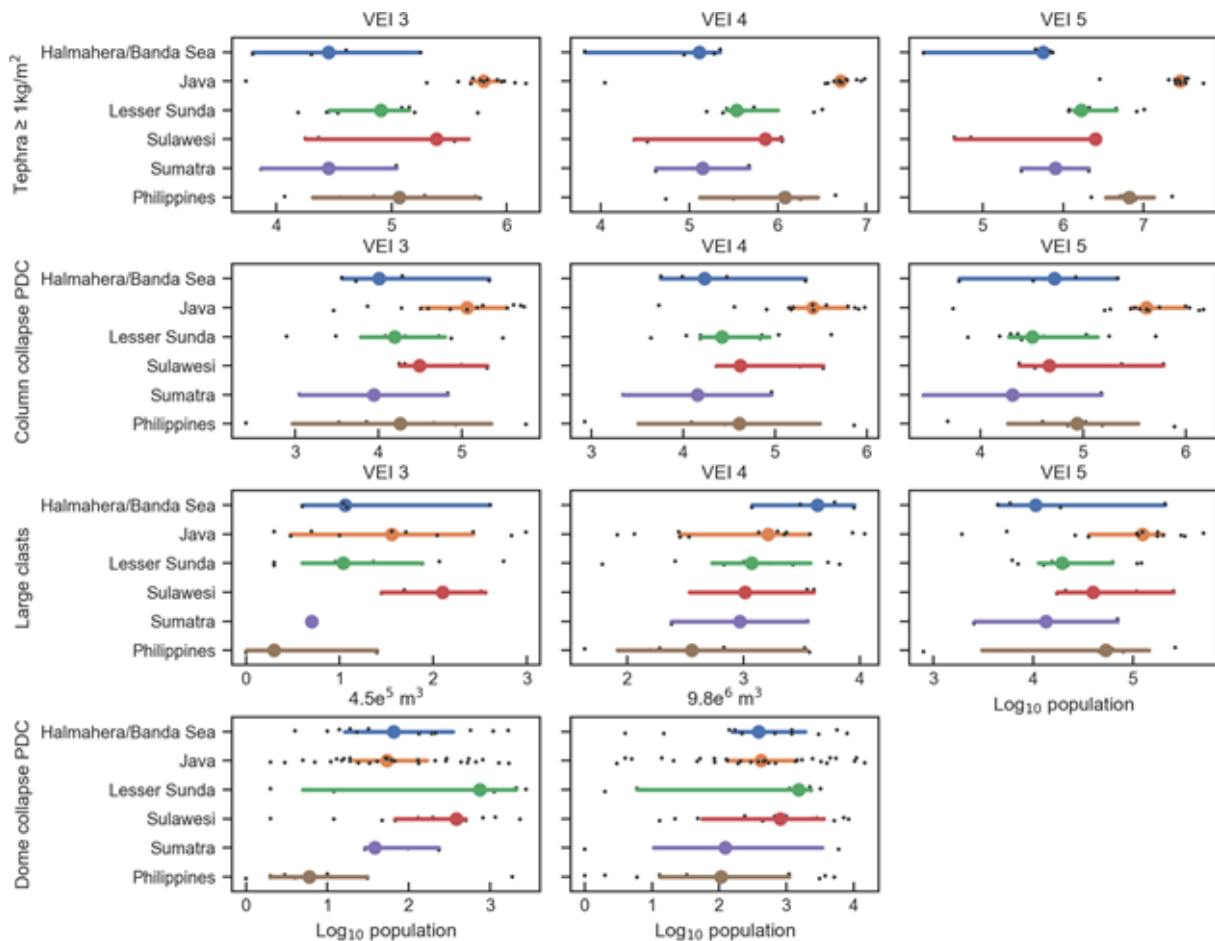 VEI 3 VEI 4 VEI 5
Tephra ≥ 1kg/m²
Halmahera/Banda Sea
Java
Lesser Sunda
Sulawesi
Sumatra
Philippines
4 5 6 4 5 6 7 5 6 7
VEI 3 VEI 4 VEI 5
Column collapse PDC
Halmahera/Banda Sea
Java
Lesser Sunda
Sulawesi
Sumatra
Philippines
3 4 5 3 4 5 6 4 5 6
VEI 3 VEI 4 VEI 5
Large clasts
Halmahera/Banda Sea
Java
Lesser Sunda
Sulawesi
Sumatra
Philippines
0 1 2 3 2 3 4 3 4 5
Log₁₀ population
4.5e⁵ m³ 9.8e⁶ m³
Dome collapse PDC
Halmahera/Banda Sea
Java
Lesser Sunda
Sulawesi
Sumatra
Philippines
0 1 2 3 0 1 2 3 4
Log₁₀ population Log₁₀ population